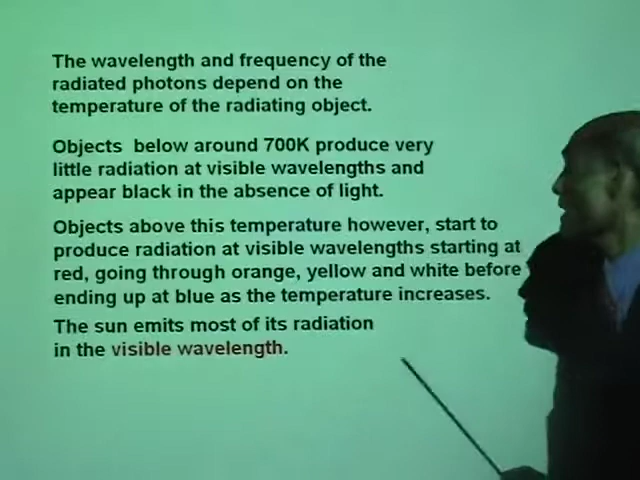 The wavelength and frequency of the
radiated photons depend on the
temperature of the radiating object.
Objects below around 700K produce very
little radiation at visible wavelengths and
appear black in the absence of light.
Objects above this temperature however, start to
produce radiation at visible wavelengths starting at
red, going through orange, yellow and white before
ending up at blue as the temperature increases.
The sun emits most of its radiation
in the visible wavelength.